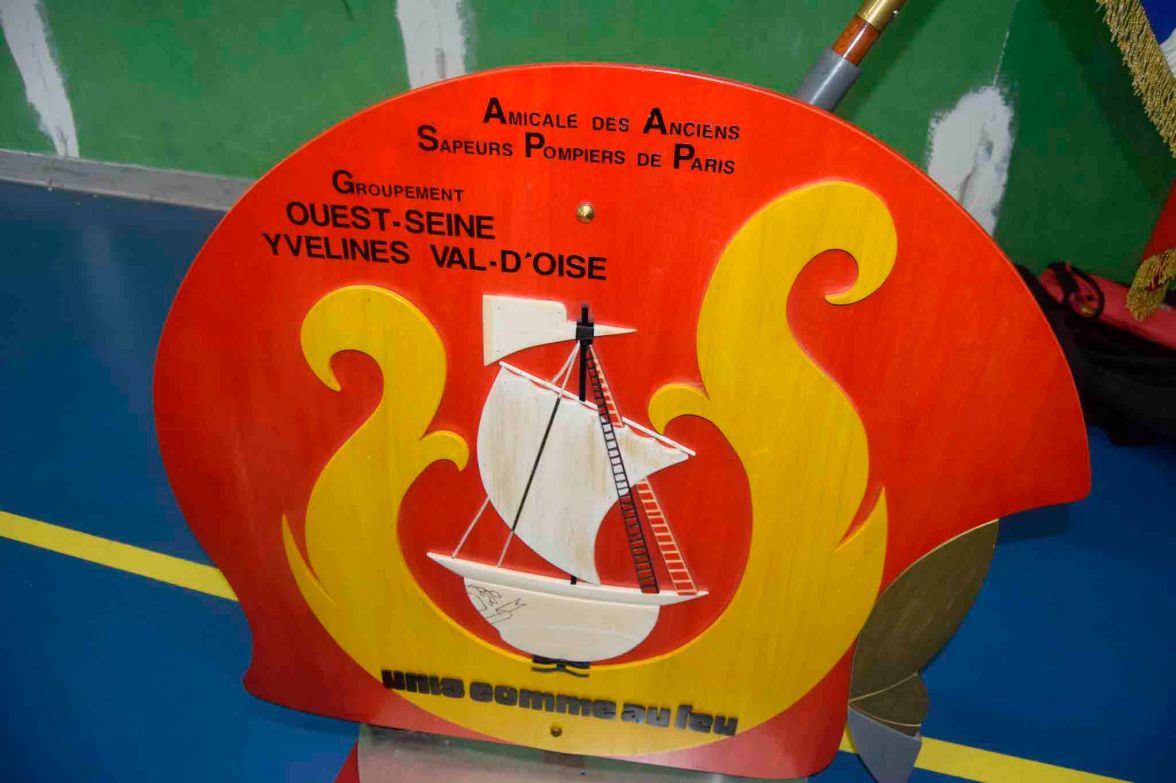 Amicale des Anciens
Sapeurs Pompiers de Paris
Groupement
OUEST-SEINE
YVELINES VAL-D'OISE
unis comme au feu